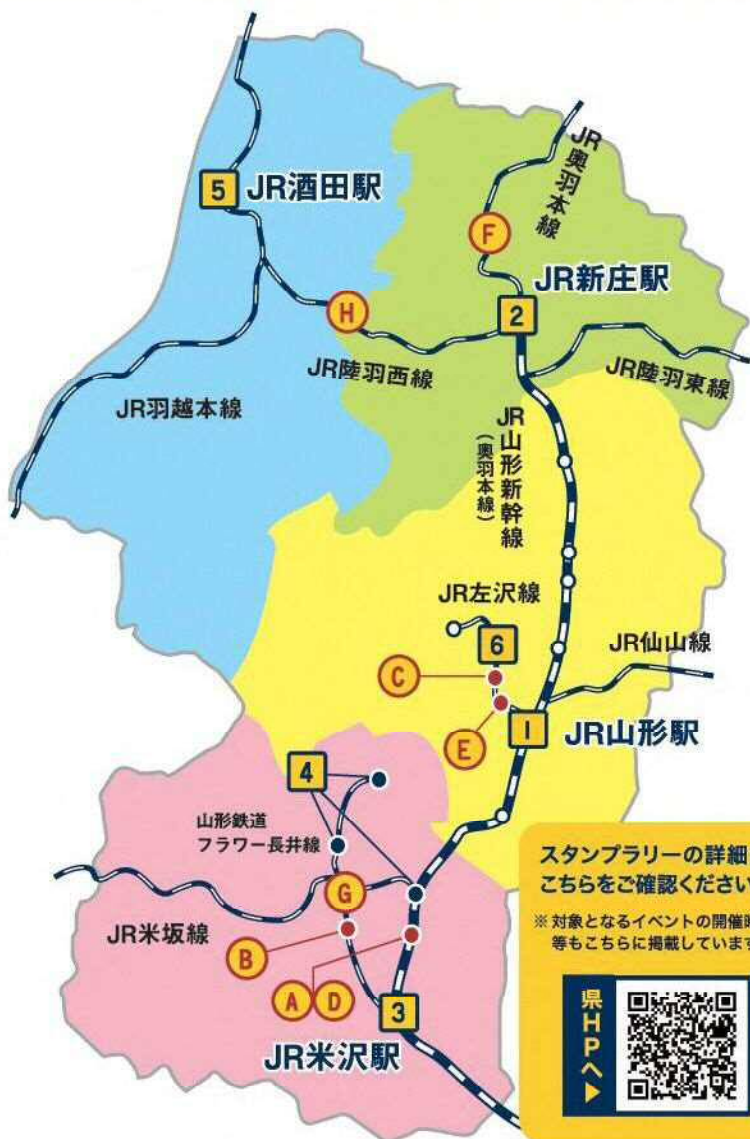 5
JR酒田駅
JR奥羽本線
F
JR新庄駅
2
H
JR陸羽西線
JR陸羽東線
JR羽越本線
JR山形新幹線
(奥羽本線)
JR左沢線
6
JR仙山線
C
E
1
JR山形駅
4
山形鉄道
フラワー長井線
G
JR米坂線
B
A
D
3
JR米沢駅
スタンプラリーの詳細
こちらをご確認ください
※対象となるイベントの開催
等もこちらに掲載しています
県HPへ▶